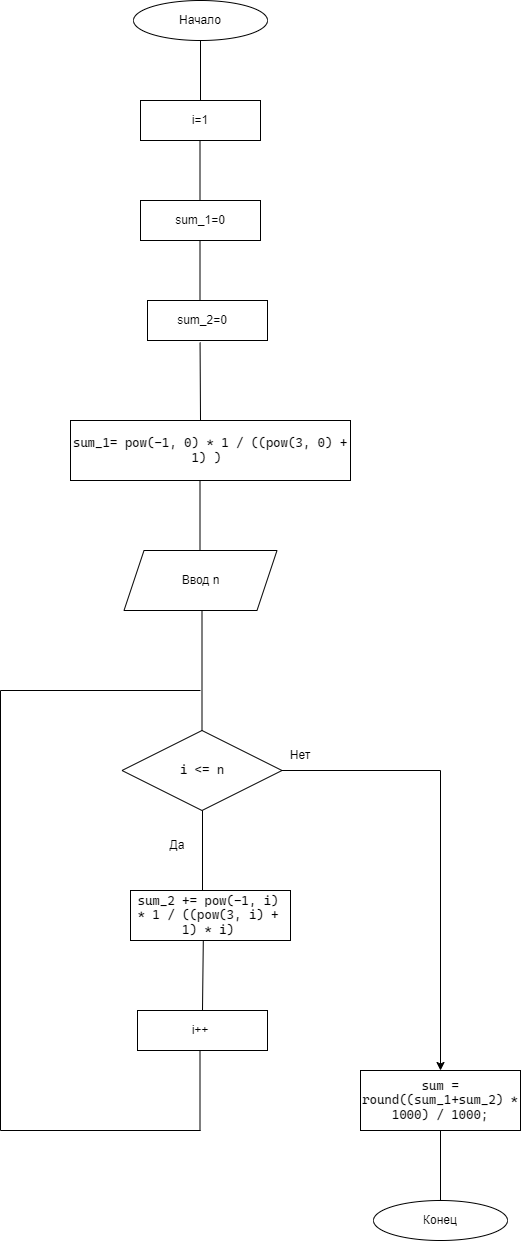 Начало
i=1
sum_1=0
sum_2=0
sum_1= pow(−1, 0) * 1 / ((pow(3, 0) +
1) )
Ввод n
i <= n
Нет
Да
sum_2 += pow(−1, i)
* 1 / ((pow(3, i) +
1) * i)
i++
sum =
round((sum_1+sum_2) *
1000) / 1000;
Конец